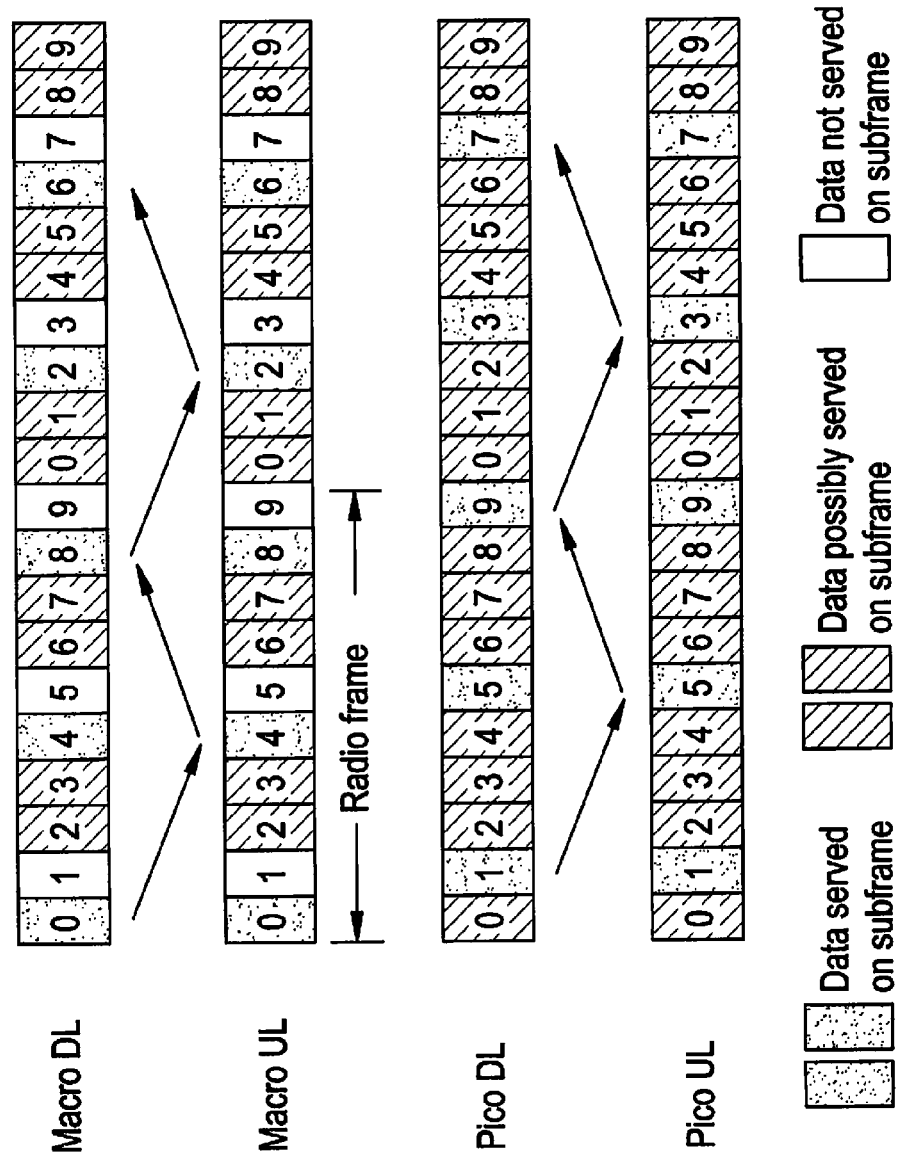 Macro DL 0 1 2 3 4 5 6 7 8 9 0 1 2 3 4 5 6 7 8 9
Macro UL 0 1 2 3 4 5 6 7 8 9 0 1 2 3 4 5 6 7 8 9
Radio frame
Pico DL 0 1 2 3 4 5 6 7 8 9 0 1 2 3 4 5 6 7 8 9
Pico UL 0 1 2 3 4 5 6 7 8 9 0 1 2 3 4 5 6 7 8 9
Data served
on subframe
Data possibly served
on subframe
Data not served
on subframe